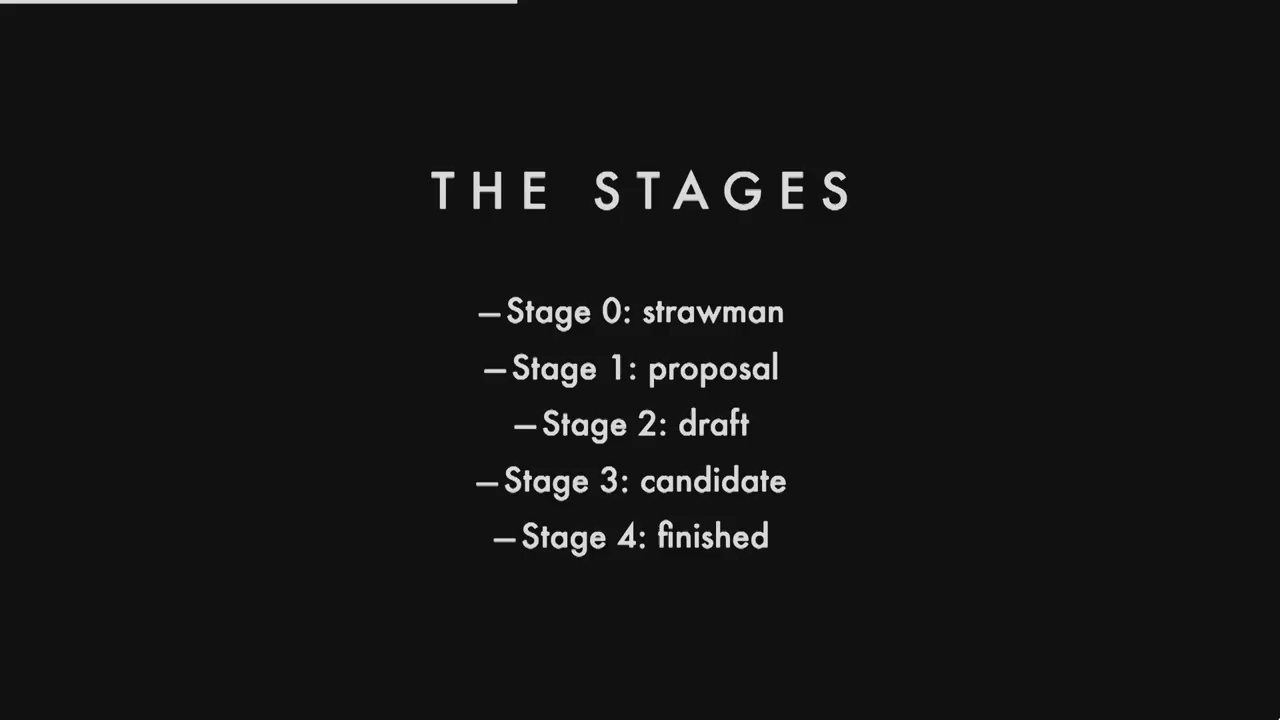 THE STAGES
—Stage 0: strawman
—Stage 1: proposal
—Stage 2: draft
—Stage 3: candidate
—Stage 4: finished